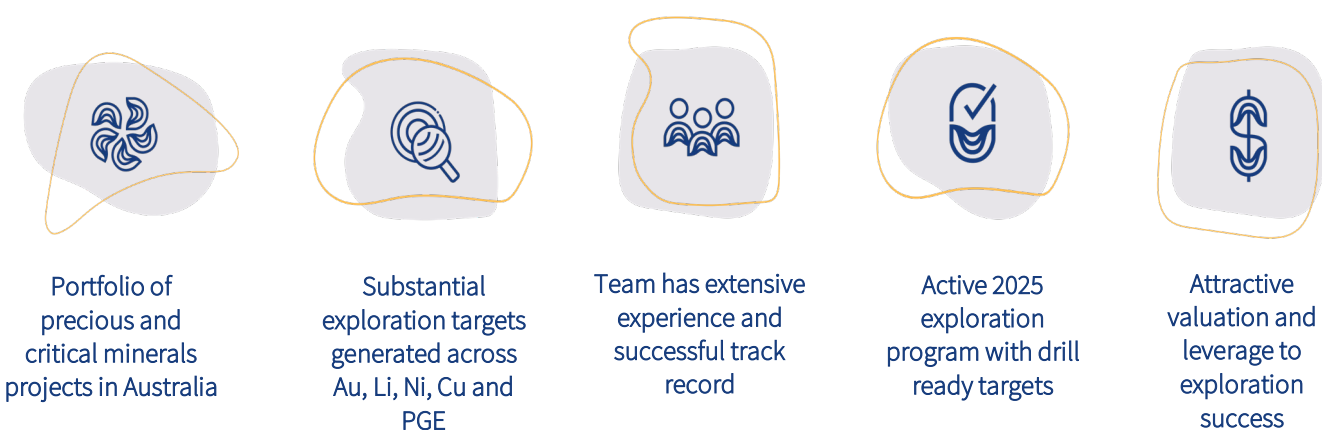 Portfolio of
precious and
critical minerals
projects in Australia
Substantial
exploration targets
generated across
Au, Li, Ni, Cu and
PGE
Team has extensive
experience and
successful track
record
Active 2025
exploration
program with drill
ready targets
Attractive
valuation and
leverage to
exploration
success